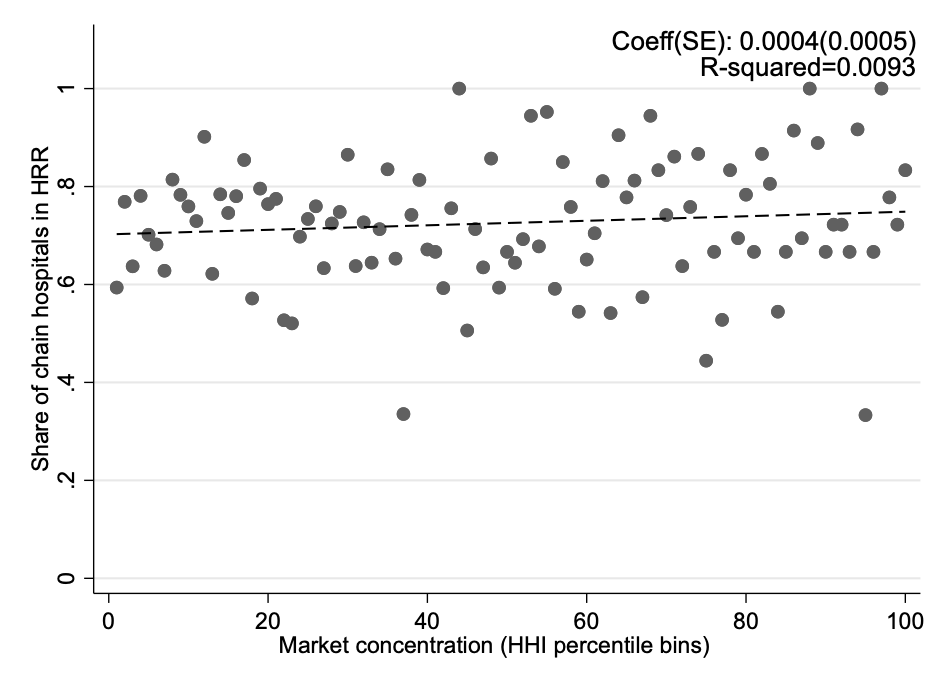 Coeff(SE): 0.0004(0.0005)
R-squared=0.0093
Share of chain hospitals in HRR
1
.8
.6
.4
.2
0
0 20 40 60 80 100
Market concentration (HHI percentile bins)